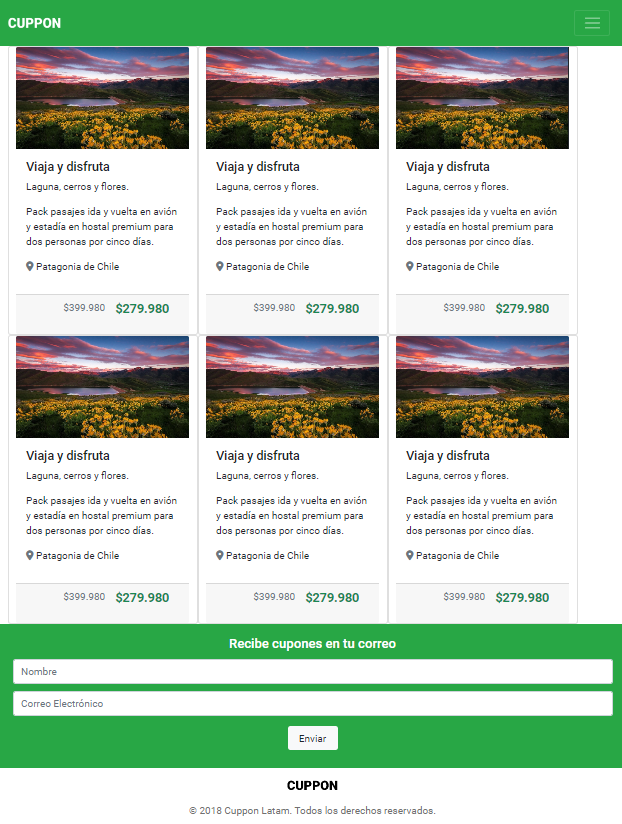 CUPPON
Viaja y disfruta
Laguna, cerros y flores.
Pack pasajes ida y vuelta en avión
y estadía en hostal premium para
dos personas por cinco días.
Patagonia de Chile
$399.980 $279.980
Viaja y disfruta
Laguna, cerros y flores.
Pack pasajes ida y vuelta en avión
y estadía en hostal premium para
dos personas por cinco días.
Patagonia de Chile
$399.980 $279.980
Viaja y disfruta
Laguna, cerros y flores.
Pack pasajes ida y vuelta en avión
y estadía en hostal premium para
dos personas por cinco días.
Patagonia de Chile
$399.980 $279.980
Viaja y disfruta
Laguna, cerros y flores.
Pack pasajes ida y vuelta en avión
y estadía en hostal premium para
dos personas por cinco días.
Patagonia de Chile
$399.980 $279.980
Viaja y disfruta
Laguna, cerros y flores.
Pack pasajes ida y vuelta en avión
y estadía en hostal premium para
dos personas por cinco días.
Patagonia de Chile
$399.980 $279.980
Viaja y disfruta
Laguna, cerros y flores.
Pack pasajes ida y vuelta en avión
y estadía en hostal premium para
dos personas por cinco días.
Patagonia de Chile
$399.980 $279.980
Recibe cupones en tu correo
Nombre
Correo Electrónico
Enviar
CUPPON
© 2018 Cuppon Latam. Todos los derechos reservados.